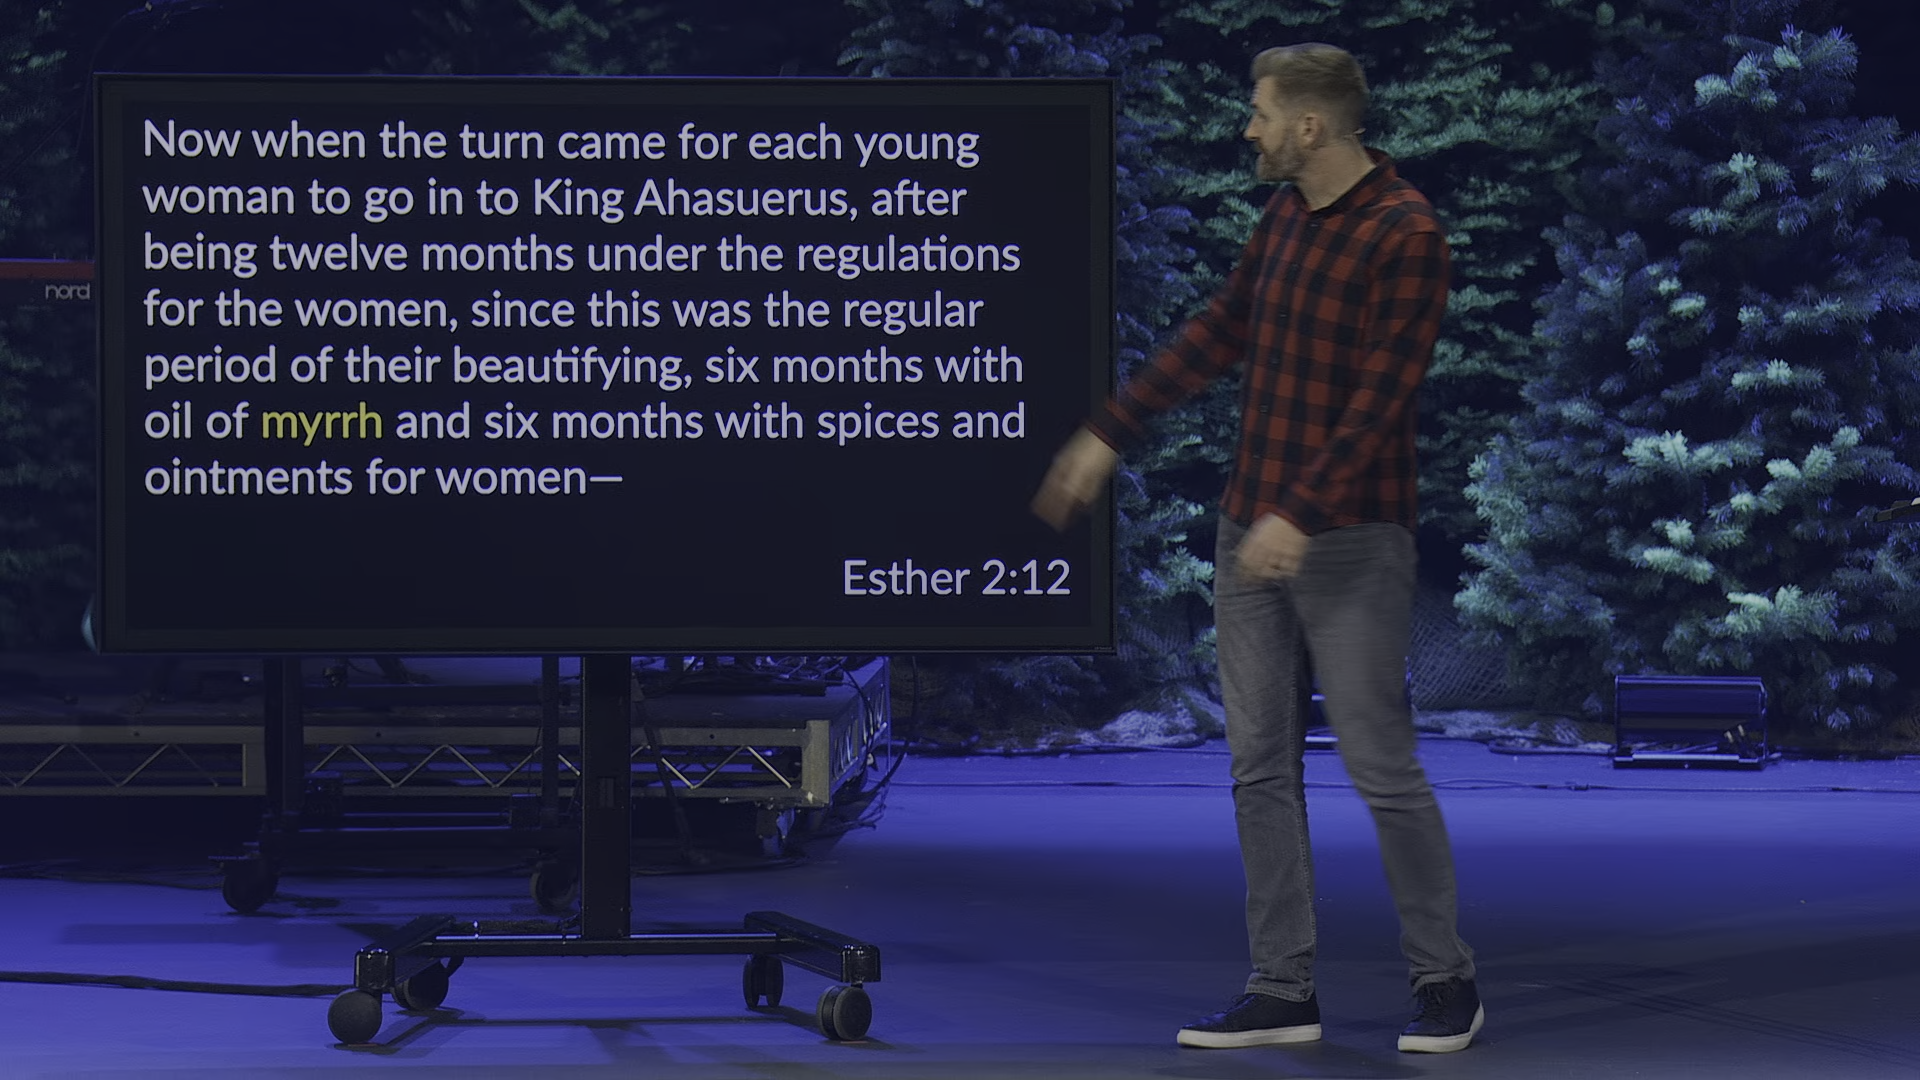 Now when the turn came for each young
woman to go in to King Ahasuerus, after
being twelve months under the regulations
for the women, since this was the regular
period of their beautifying, six months with
oil of myrrh and six months with spices and
ointments for women—
Esther 2:12
nord